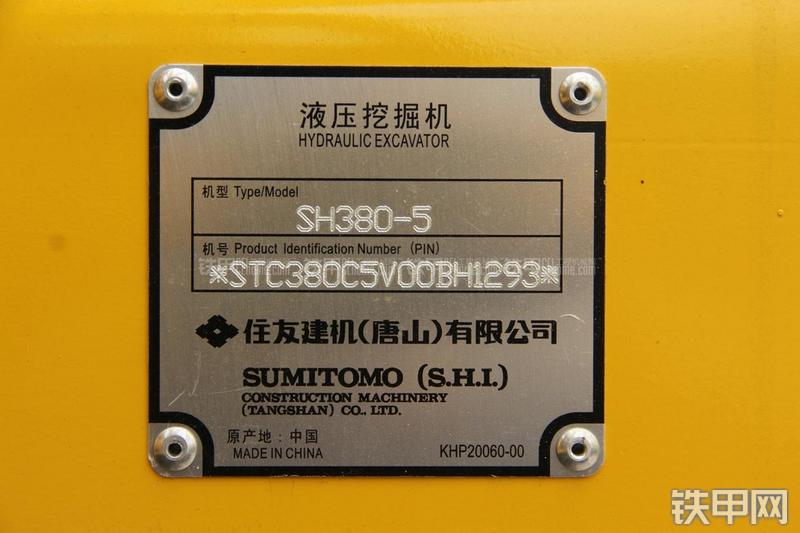 液压挖掘机
HYDRAULIC EXCAVATOR
机型 Type/Model
SH380-5
机号 Product Identification Number (PIN)
*STC380C5V00BH1293*
住友建机(唐山)有限公司
SUMITOMO (S.H.I.)
CONSTRUCTION MACHINERY
(TANGSHAN) CO., LTD.
原产地: 中国
MADE IN CHINA
KHP20060-00
铁甲网